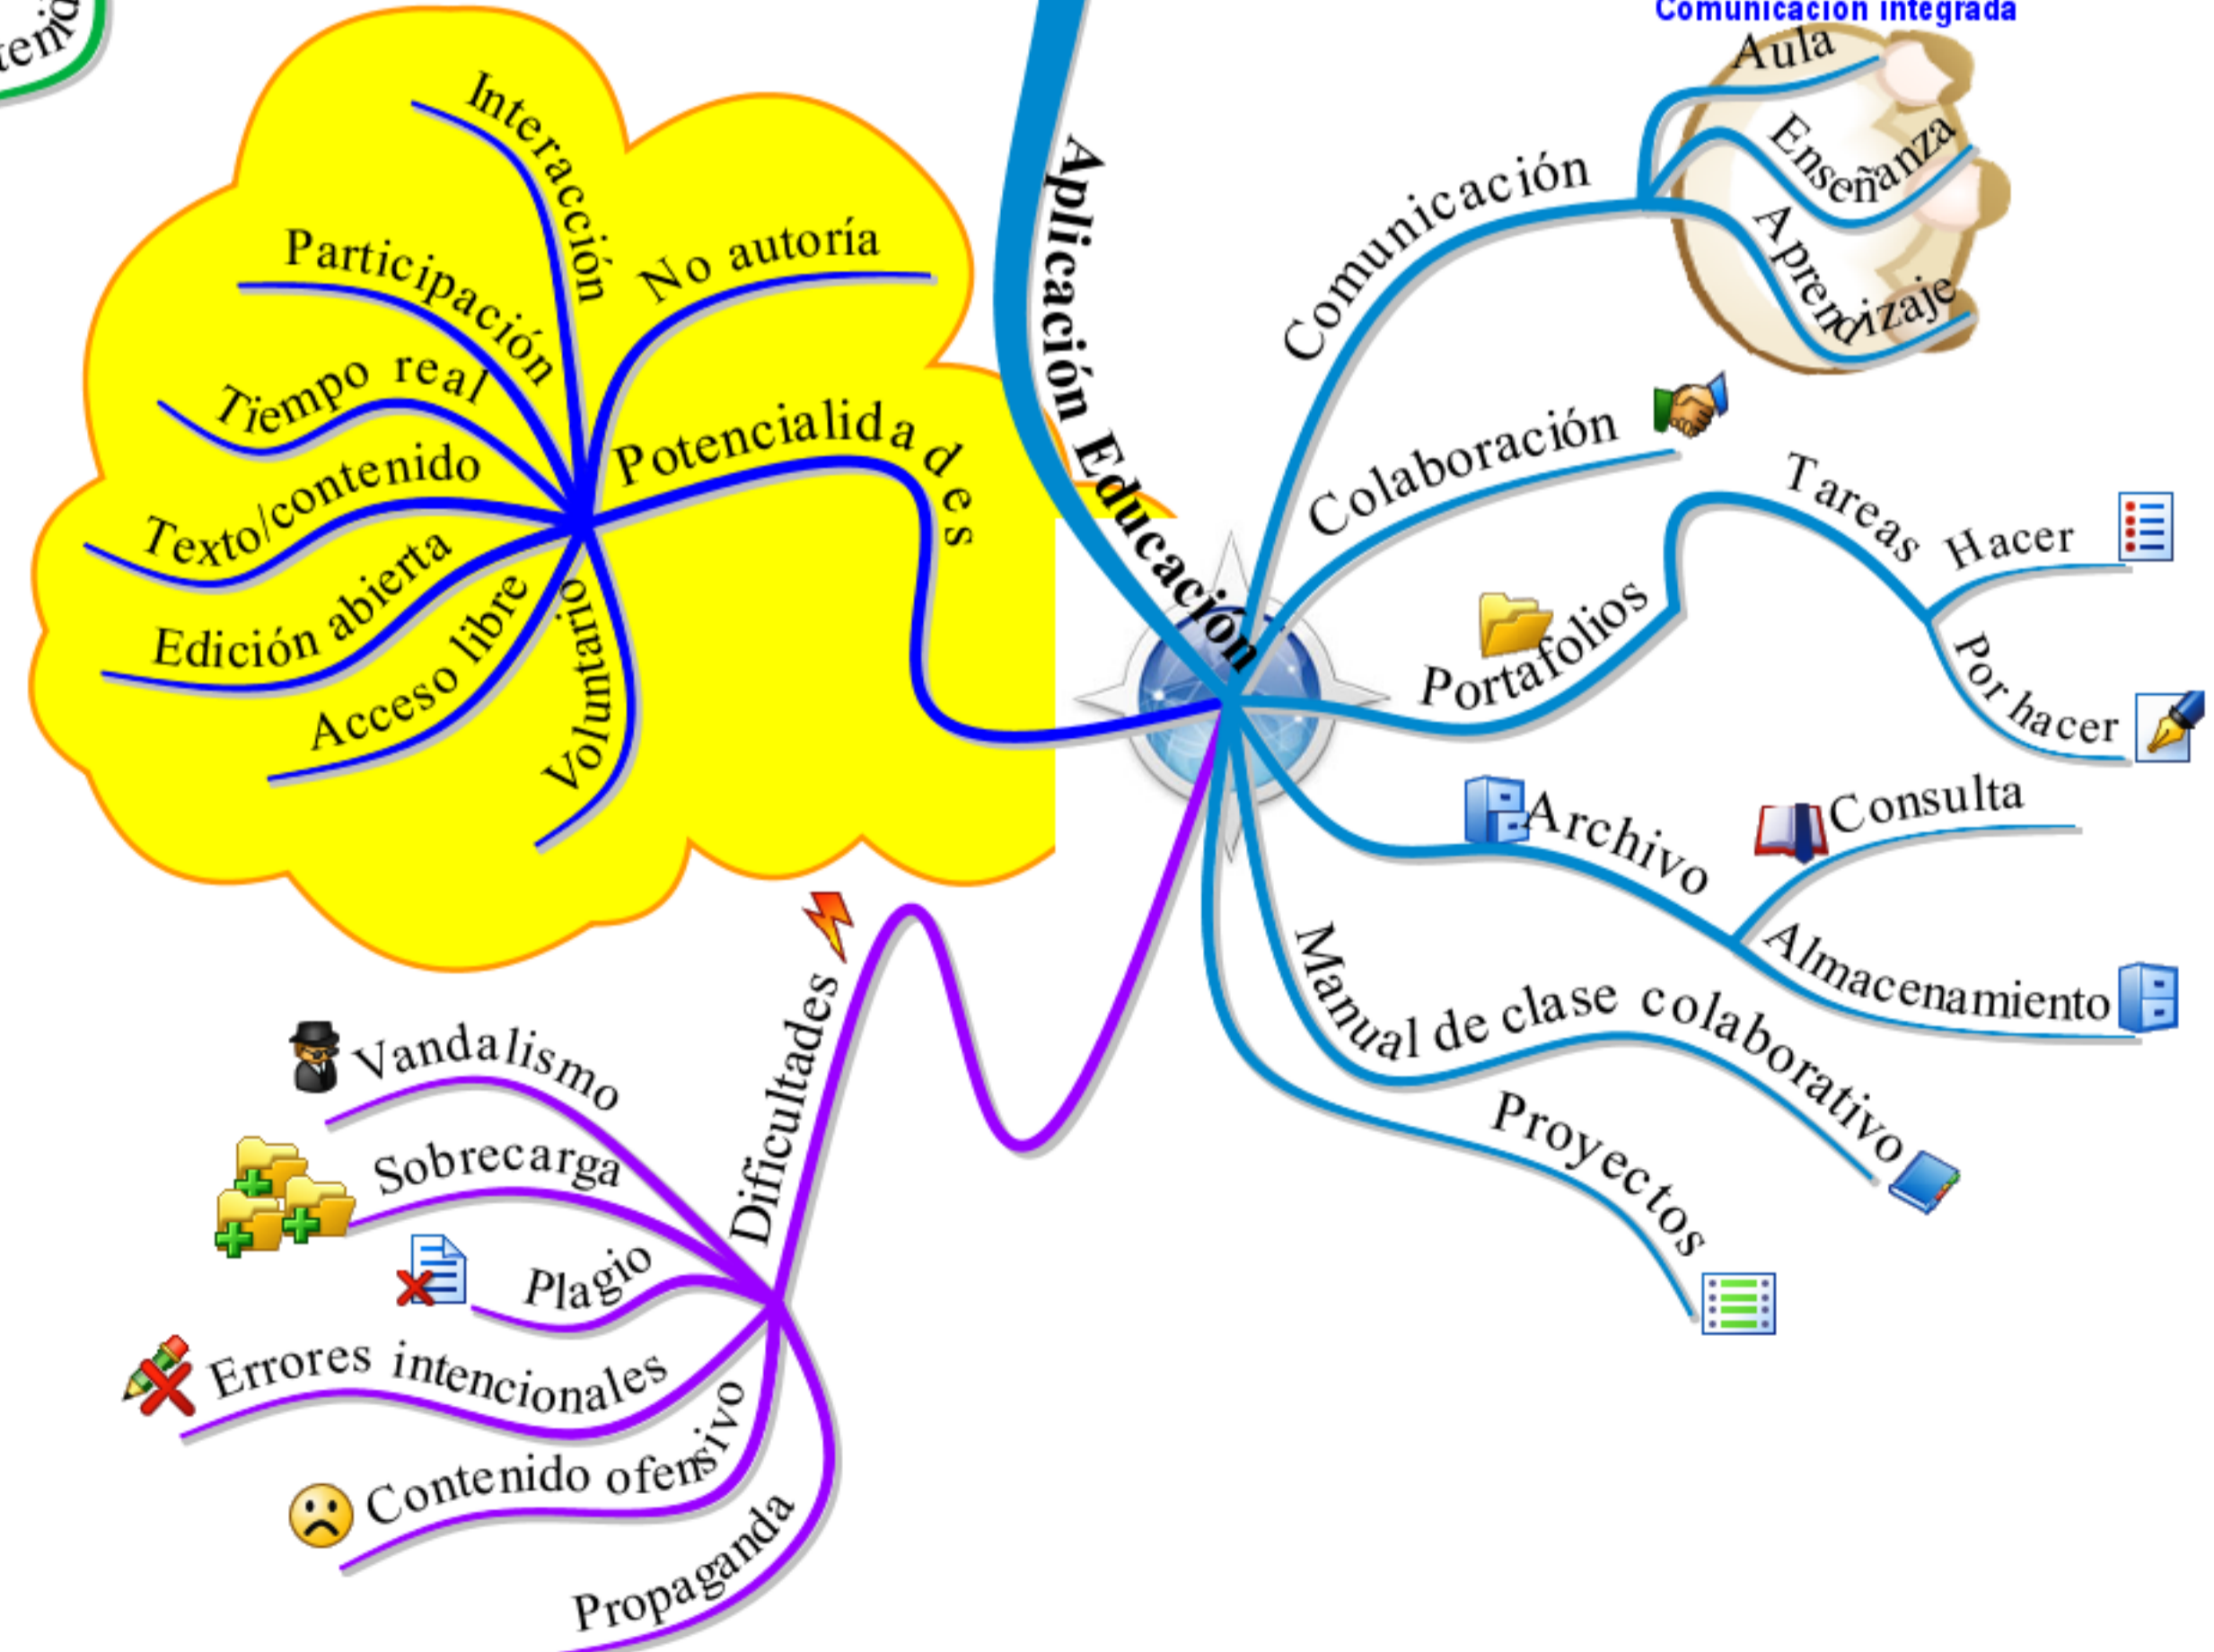 Comunicación integrada
Aula
Enseñanza
Aprendizaje
Comunicación
Aplicación Educación
Colaboración
Portafolios
Tareas
Hacer
Por hacer
Archivo
Consulta
Almacenamiento
Manual de clase colaborativo
Proyectos
Potencialidades
No autoría
Interacción
Participación
Tiempo real
Texto/contenido
Edición abierta
Acceso libre
Voluntario
Dificultades
Vandalismo
Sobrecarga
Plagio
Errores intencionales
Contenido ofensivo
Propaganda